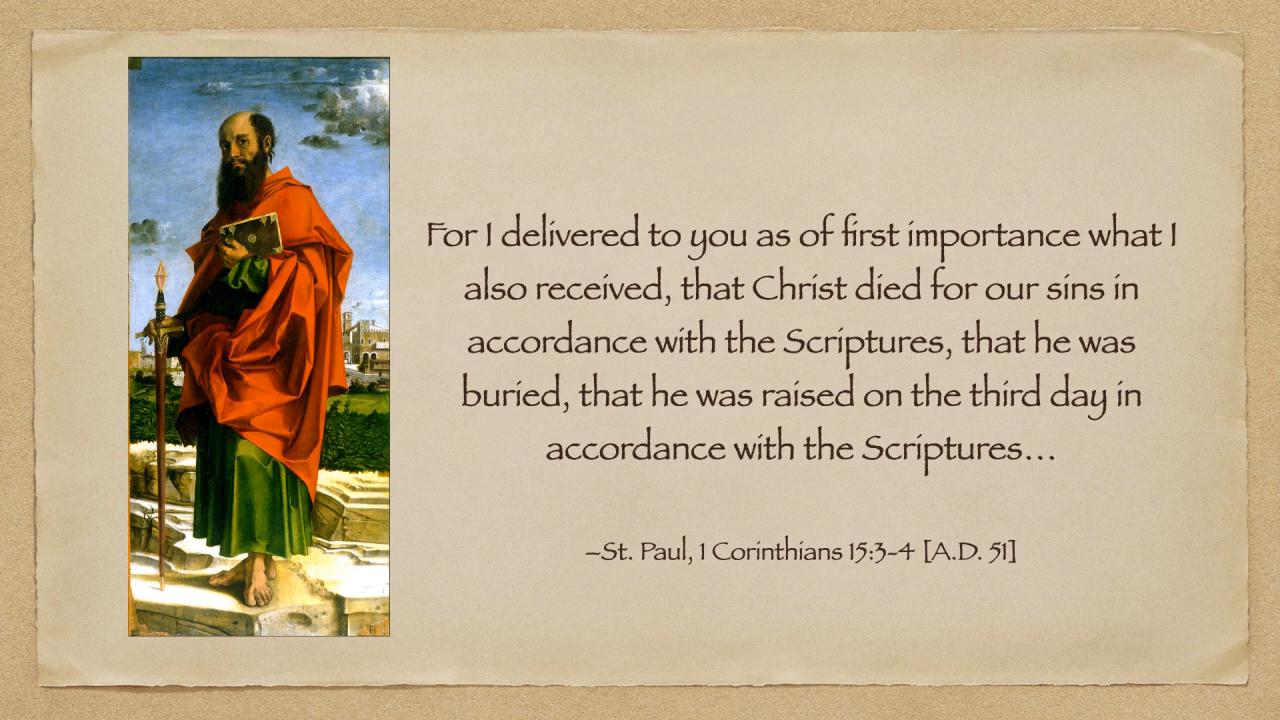 For I delivered to you as of first importance what I
also received, that Christ died for our sins in
accordance with the Scriptures, that he was
buried, that he was raised on the third day in
accordance with the Scriptures…
–St. Paul, 1 Corinthians 15:3-4 [A.D. 51]